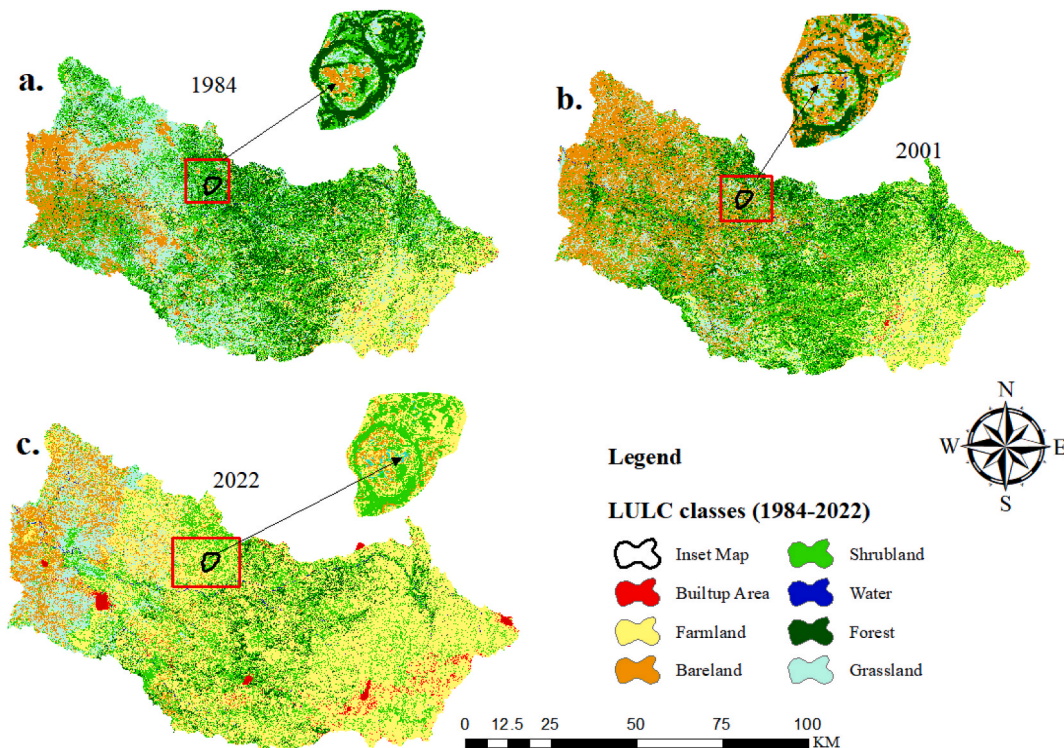 a.
1984
b.
2001
c.
2022
N
W E
S
Legend
LULC classes (1984-2022)
Inset Map
Shrubland
Builtup Area
Water
Farmland
Forest
Bareland
Grassland
0 12.5 25 50 75 100
KM